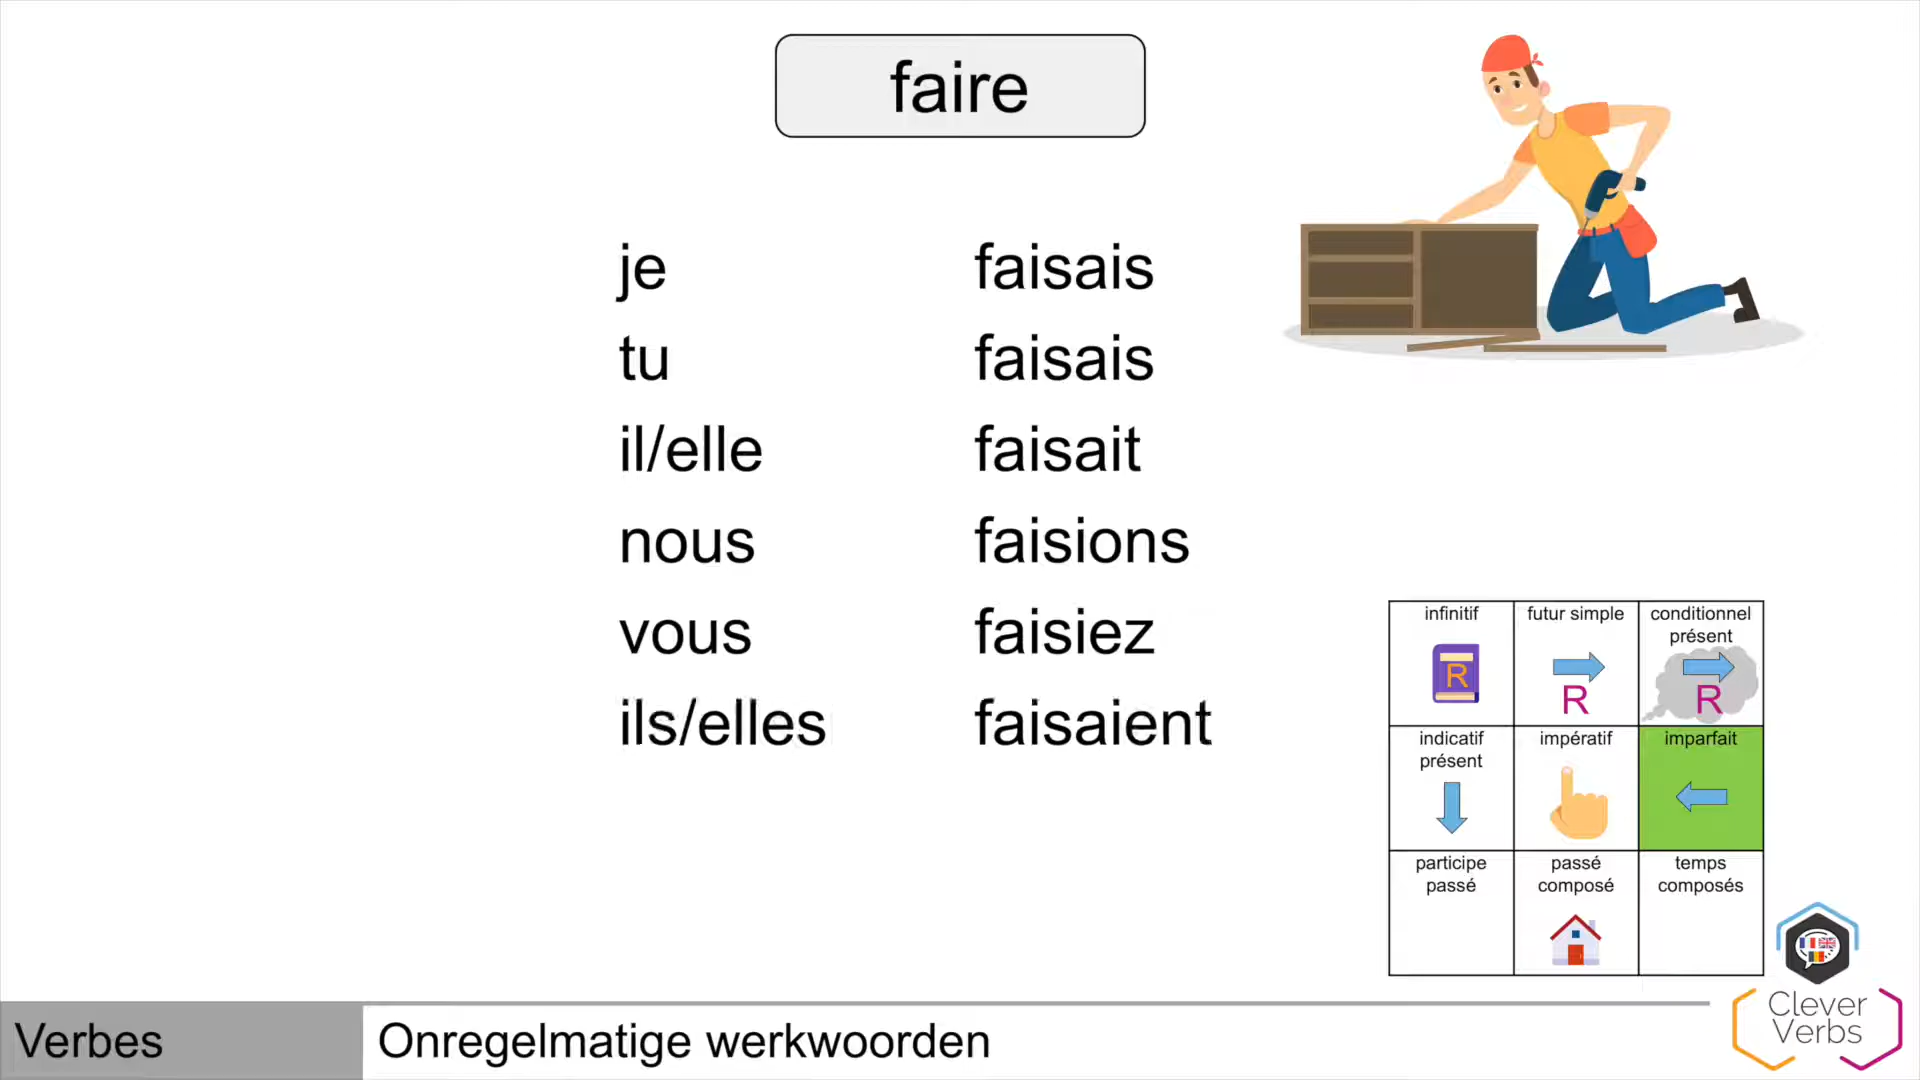 faire
je faisais
tu faisais
il/elle faisait
nous faisions
vous faisiez
ils/elles faisaient
infinitif
R
futur simple
R
conditionnel
présent
R
indicatif
présent
impératif
imparfait
participe
passé
passé
composé
temps
composés
Clever
Verbs
Verbes
Onregelmatige werkwoorden